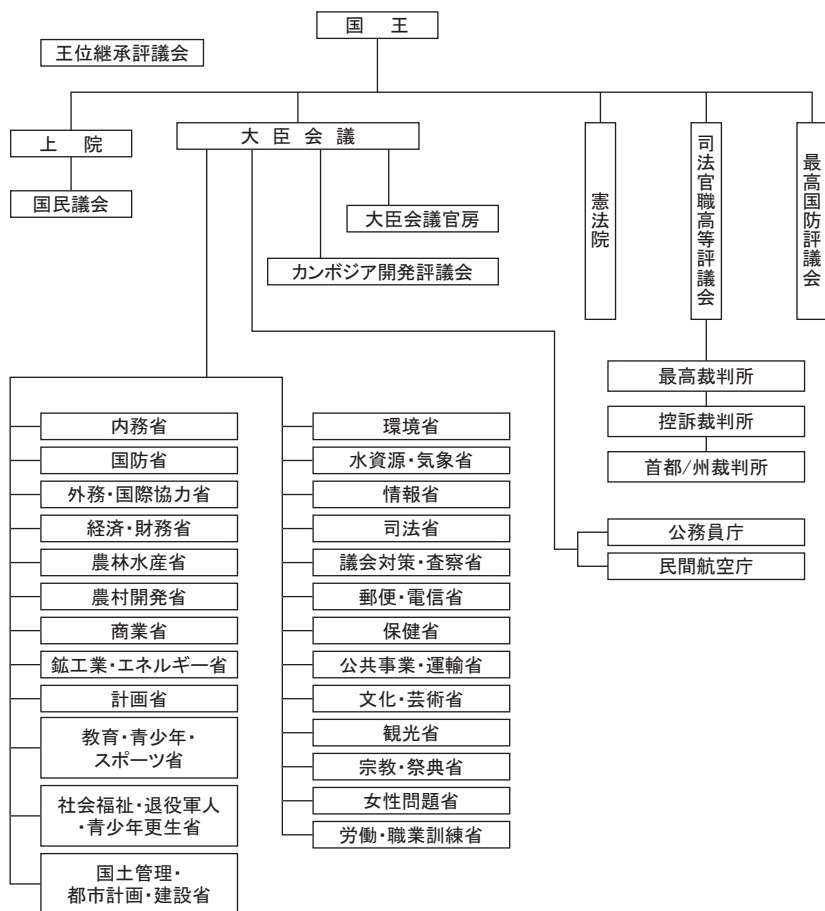 国　王
王位継承評議会
上　院
大　臣　会　議
国民議会
大臣会議官房
カンボジア開発評議会
憲法院
司法官職高等評議会
最高国防評議会
最高裁判所
控訴裁判所
首都/州裁判所
公務員庁
民間航空庁
内務省
国防省
外務・国際協力省
経済・財務省
農林水産省
農村開発省
商業省
鉱工業・エネルギー省
計画省
教育・青少年・
スポーツ省
社会福祉・退役軍人
・青少年更生省
国土管理・
都市計画・建設省
環境省
水資源・気象省
情報省
司法省
議会対策・査察省
郵便・電信省
保健省
公共事業・運輸省
文化・芸術省
観光省
宗教・祭典省
女性問題省
労働・職業訓練省